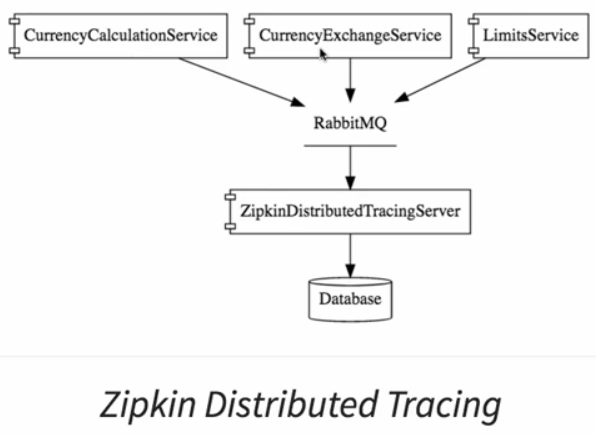 CurrencyCalculationService
CurrencyExchangeService
LimitsService
RabbitMQ
ZipkinDistributedTracingServer
Database
Zipkin Distributed Tracing